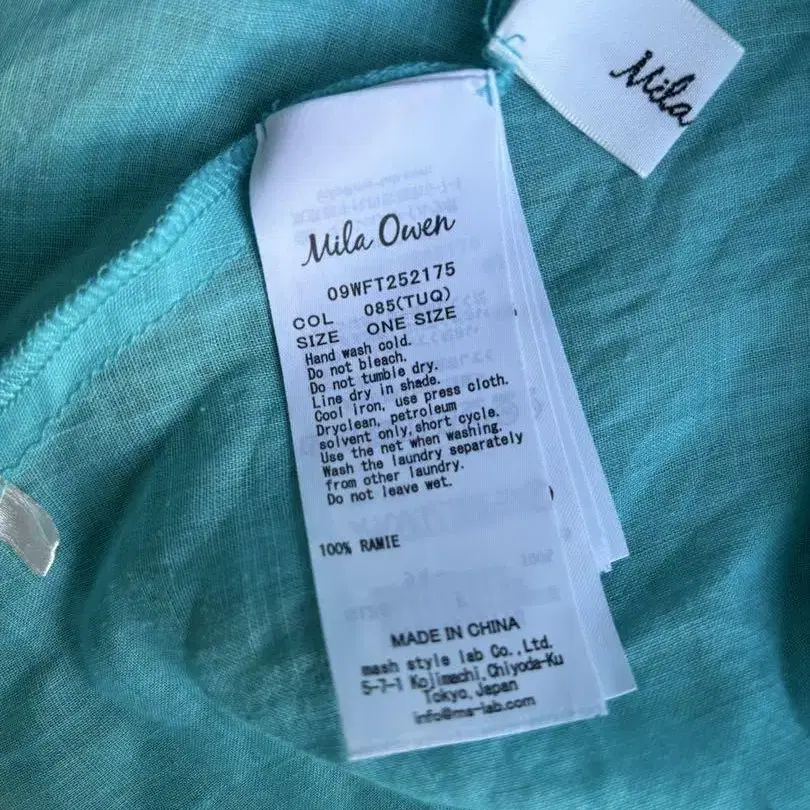 Mila
Mila Owen
09WFT252175
COL 085(TUQ)
SIZE ONE SIZE
Hand wash cold.
Do not bleach.
Do not tumble dry.
Line dry in shade.
Cool iron, use press cloth.
Dryclean, petroleum
solvent only,short cycle.
Use the net when washing.
Wash the laundry separately
from other laundry.
Do not leave wet.
100% RAMIE
MADE IN CHINA
mash style lab Co.,Ltd.
5-7-1 Kojimachi,Chiyoda-Ku
Tokyo,Japan
info@ms-lab.com